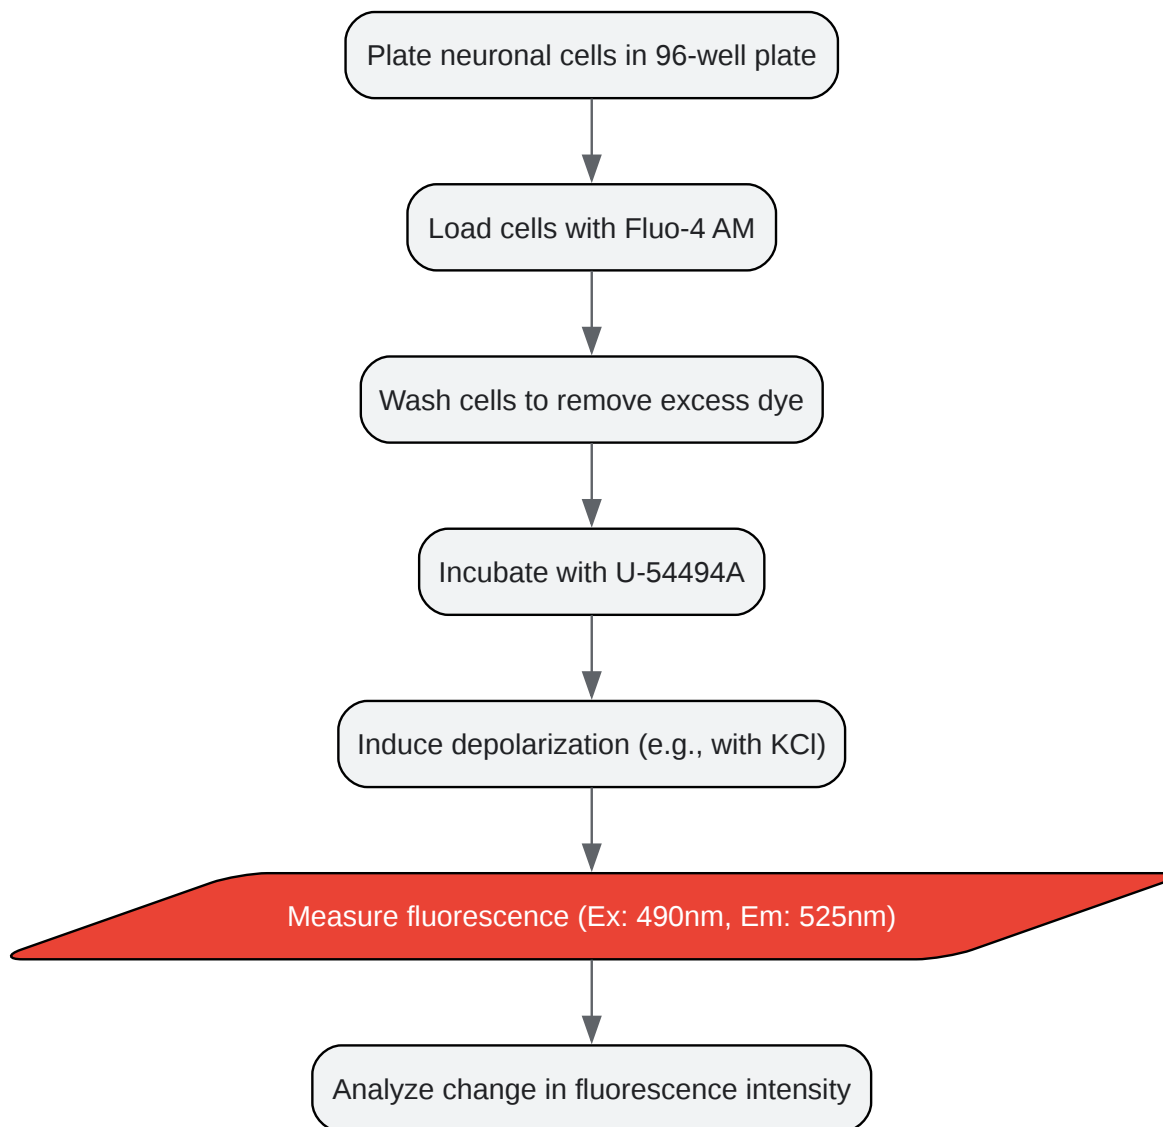 Plate neuronal cells in 96-well plate
Load cells with Fluo-4 AM
Wash cells to remove excess dye
Incubate with U-54494A
Induce depolarization (e.g., with KCl)
Measure fluorescence (Ex: 490nm, Em: 525nm)
Analyze change in fluorescence intensity